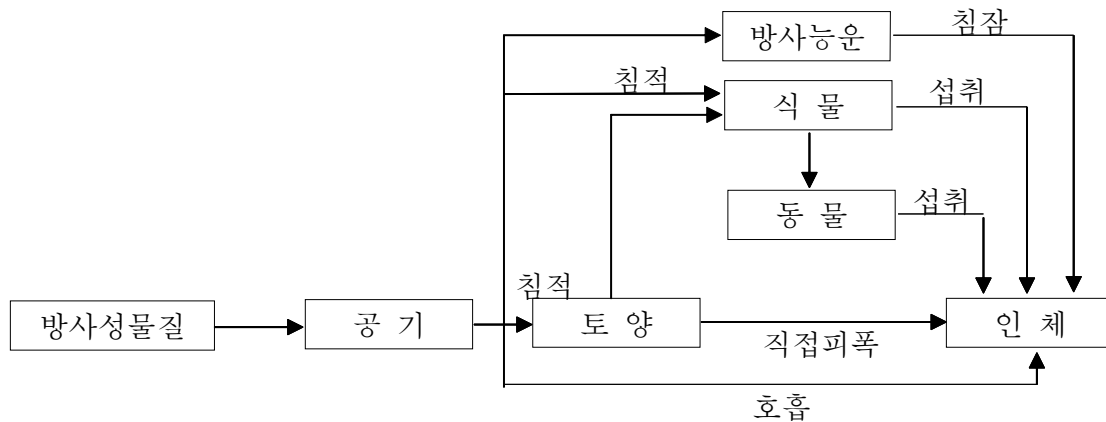 방사능운
침잠
침적
식 물
섭취
동 물
섭취
침적
방사성물질
공 기
토 양
인 체
직접피폭
호흡